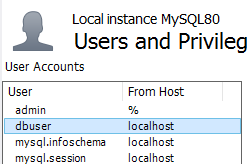 Local instance MySQL80
Users and Privileg
User Accounts
User From Host
admin %
dbuser localhost
mysql.infoschema localhost
mysql.session localhost